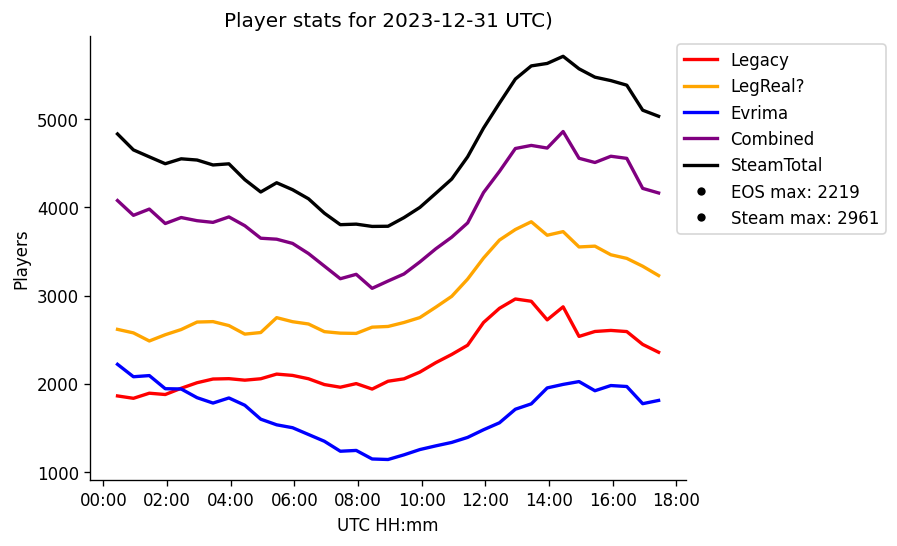 Player stats for 2023-12-31 UTC)
Legacy
LegReal?
Evrima
Combined
SteamTotal
EOS max: 2219
Steam max: 2961
Players
5000
4000
3000
2000
1000
00:00 02:00 04:00 06:00 08:00 10:00 12:00 14:00 16:00 18:00
UTC HH:mm